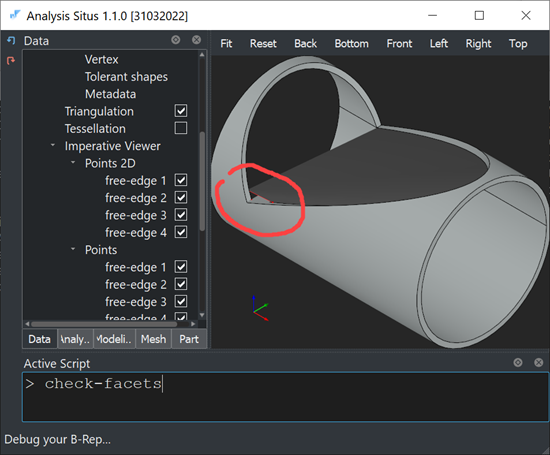 Analysis Situs 1.1.0 [31032022]
Data
Fit Reset Back Bottom Front Left Right Top
Vertex
Tolerant shapes
Metadata
Triangulation
Tessellation
Imperative Viewer
Points 2D
free-edge 1
free-edge 2
free-edge 3
free-edge 4
Points
free-edge 1
free-edge 2
free-edge 3
free-edge 4
Data \naly.. Modeli.. Mesh Part
Active Script
> check-facets
Debug your B-Rep...